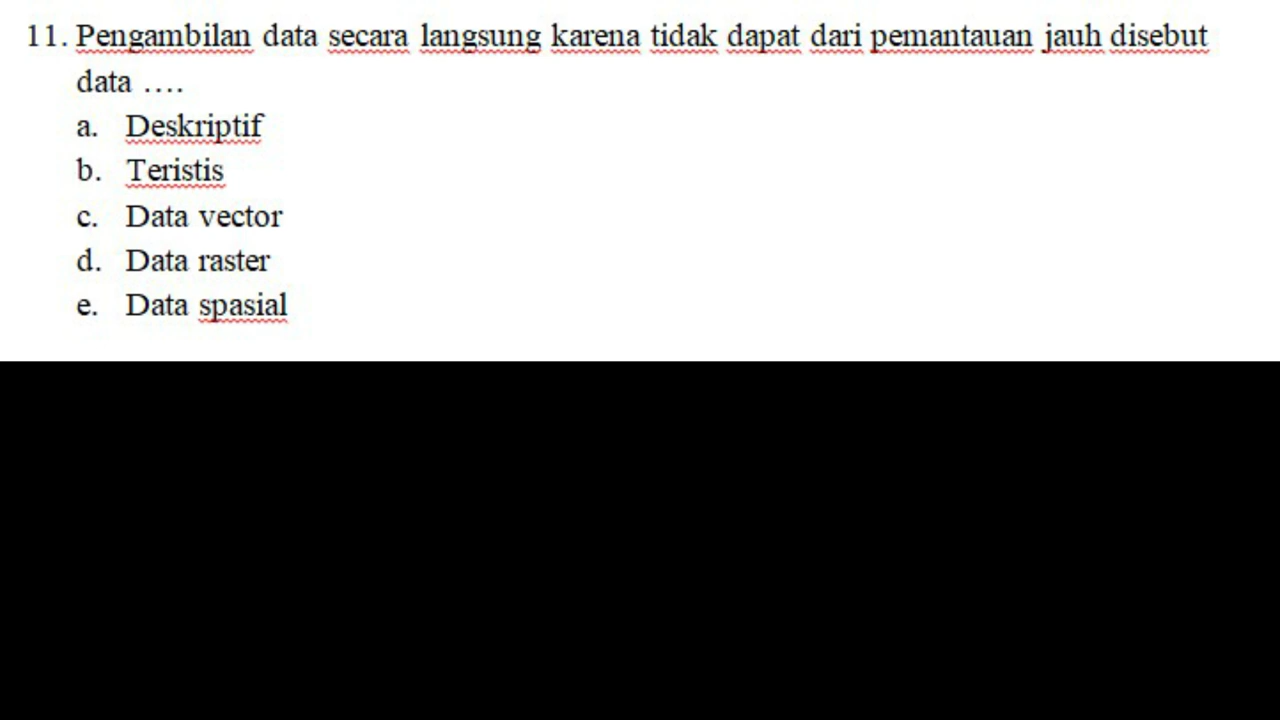 11. Pengambilan data secara langsung karena tidak dapat dari pemantauan jauh disebut
data ....
a. Deskriptif
b. Teristis
c. Data vector
d. Data raster
e. Data spasial